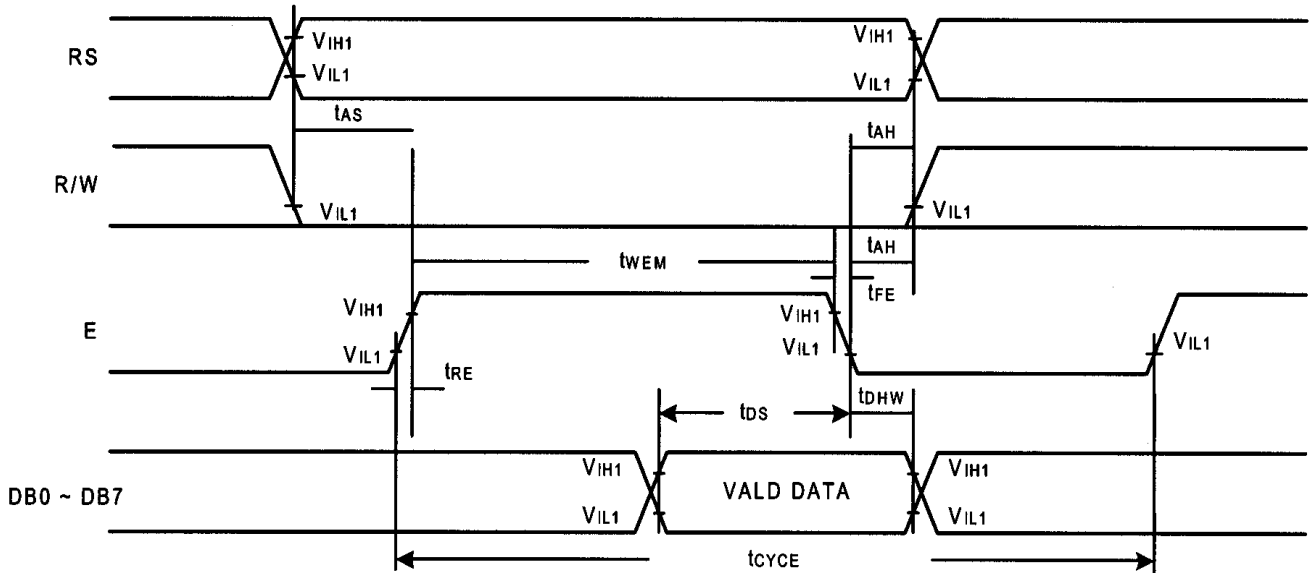 RS
VIH1
VIH1
VIL1
VIL1
tAS
tAH
R/W
VIL1
VIL1
tWEM
tAH
tFE
E
VIH1
VIH1
VIL1
VIL1
VIL1
tRE
tDS
tDHW
DB0 ~ DB7
VIH1
VALD DATA
VIH1
VIL1
VIL1
tCYCE